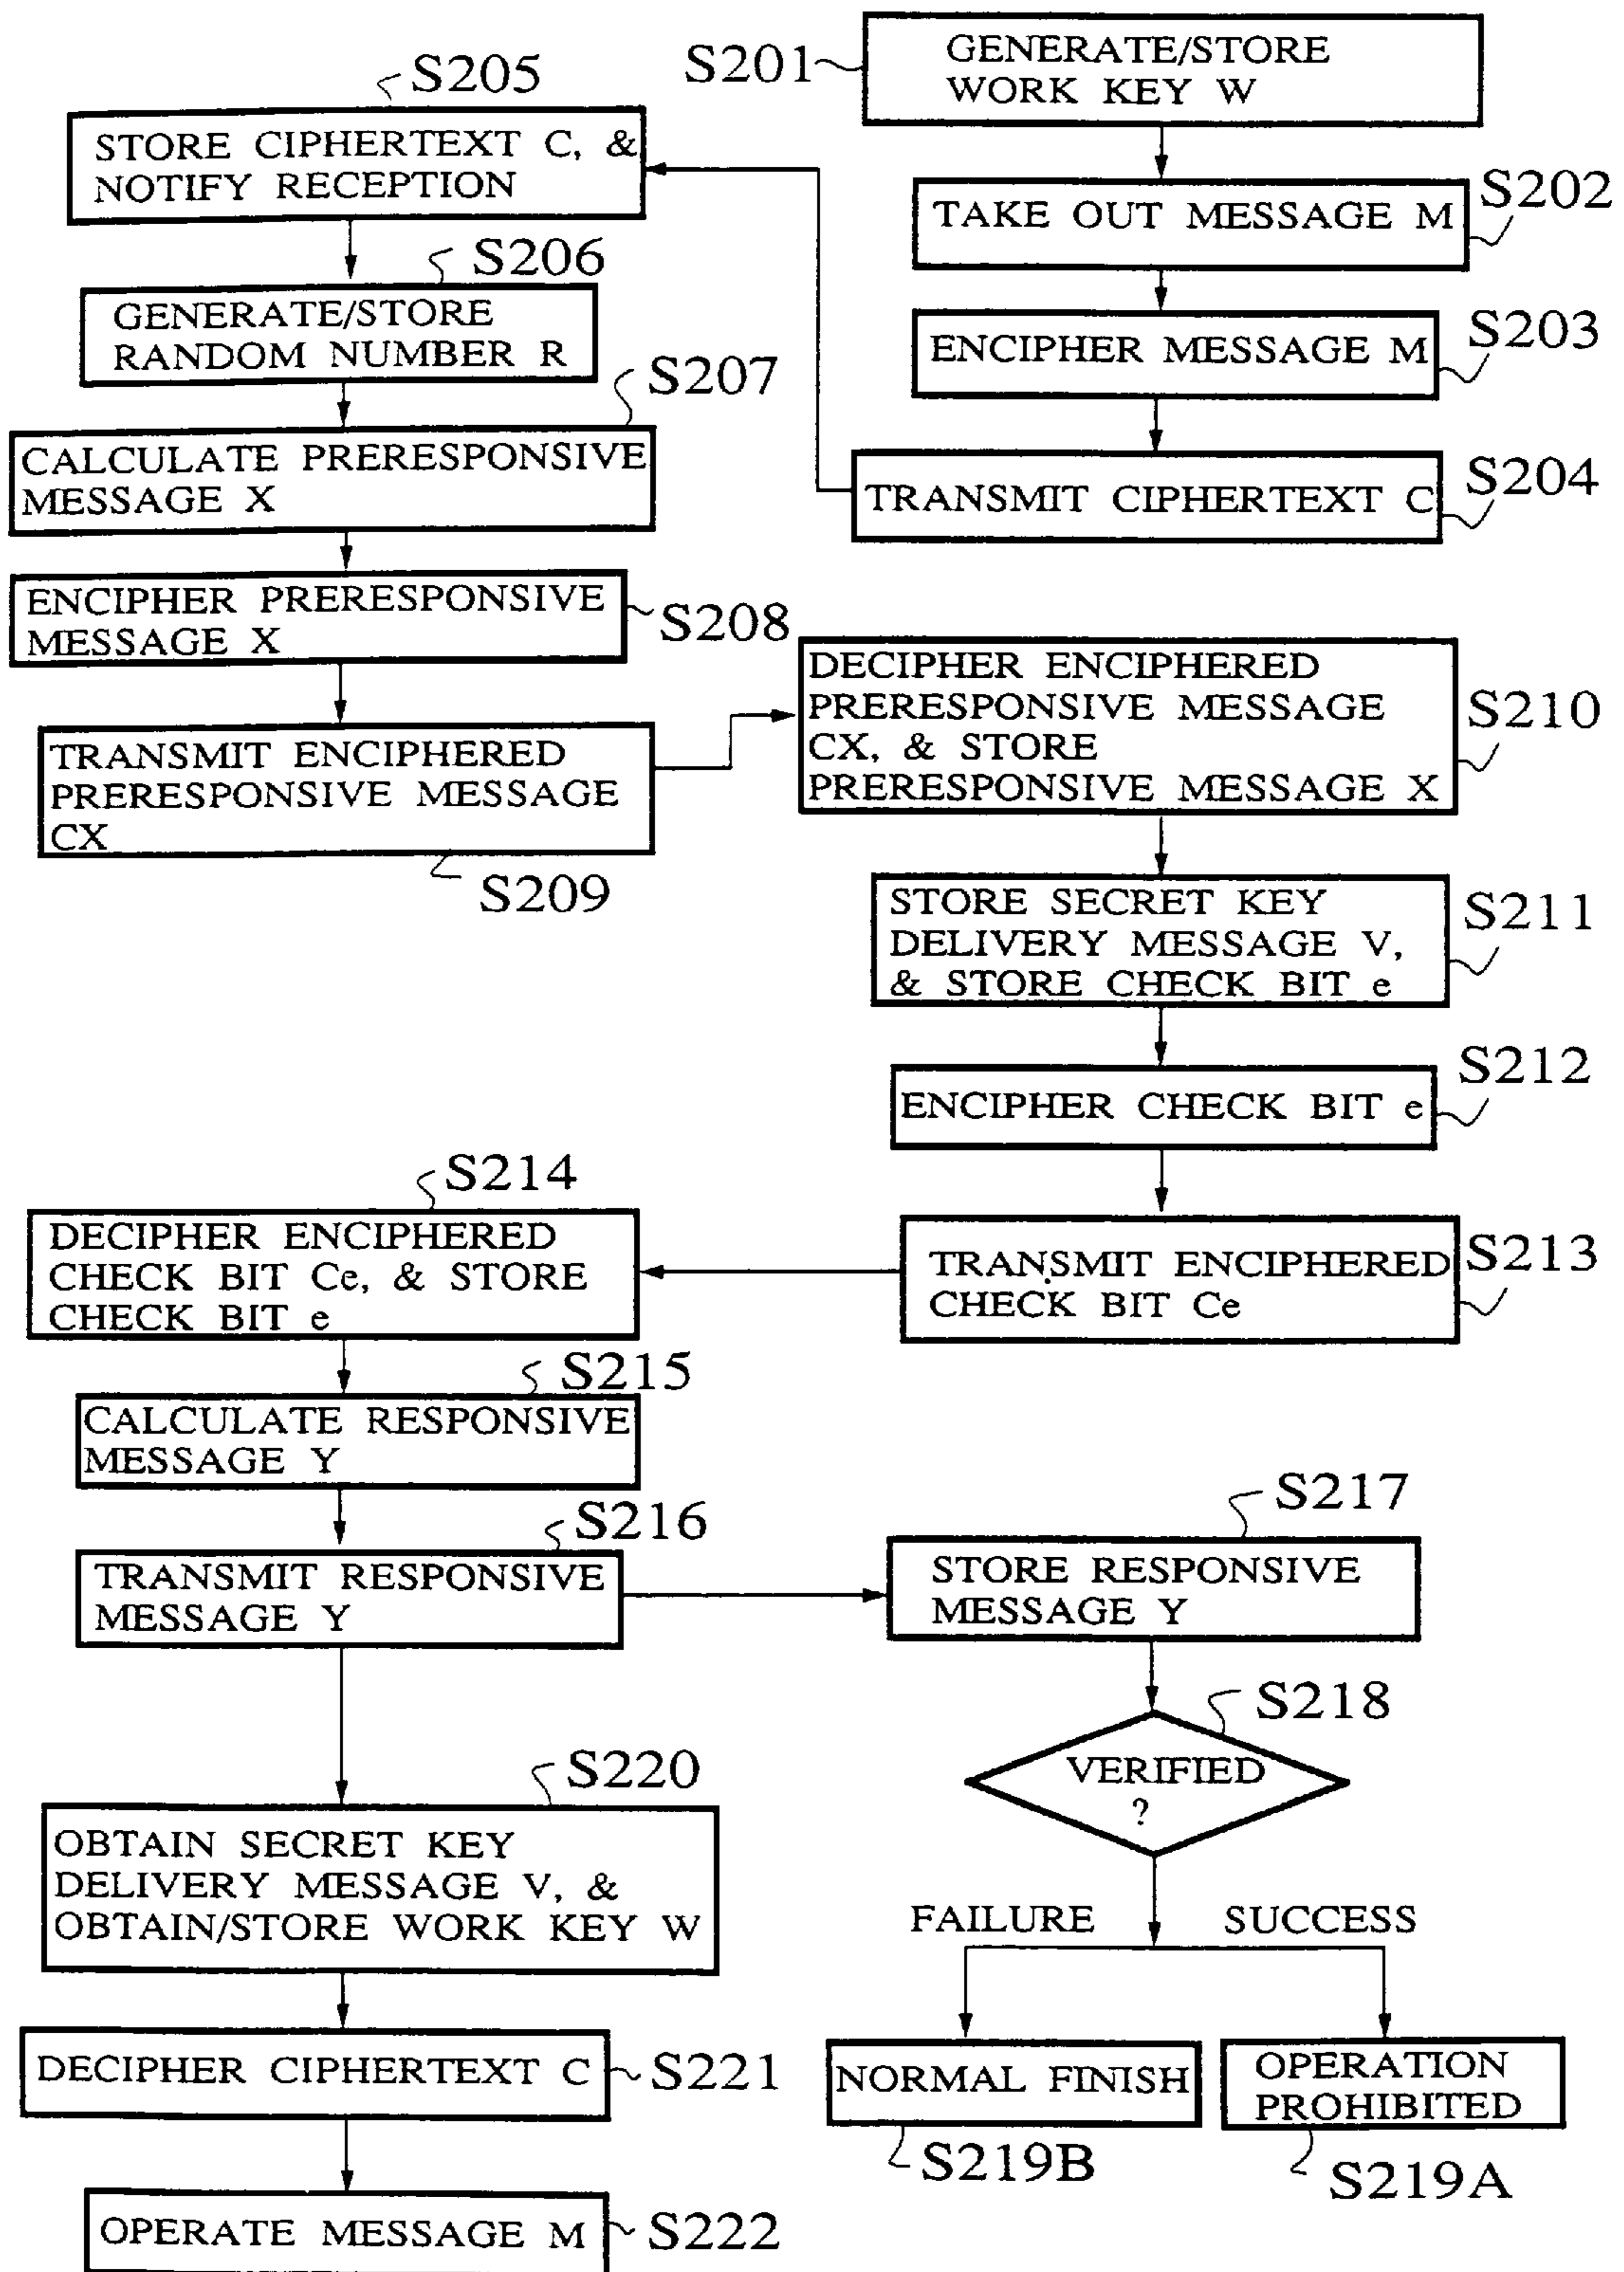 S201
GENERATE/STORE
WORK KEY W
S202
TAKE OUT MESSAGE M
S203
ENCIPHER MESSAGE M
S204
TRANSMIT CIPHERTEXT C
S205
STORE CIPHERTEXT C, &
NOTIFY RECEPTION
S206
GENERATE/STORE
RANDOM NUMBER R
S207
CALCULATE PRERESPONSIVE
MESSAGE X
ENCIPHER PRERESPONSIVE
MESSAGE X
S208
TRANSMIT ENCIPHERED
PRERESPONSIVE MESSAGE
CX
S209
DECIPHER ENCIPHERED
PRERESPONSIVE MESSAGE
CX, & STORE
PRERESPONSIVE MESSAGE X
S210
STORE SECRET KEY
DELIVERY MESSAGE V,
& STORE CHECK BIT e
S211
S212
ENCIPHER CHECK BIT e
S213
TRANSMIT ENCIPHERED
CHECK BIT Ce
S214
DECIPHER ENCIPHERED
CHECK BIT Ce, & STORE
CHECK BIT e
S215
CALCULATE RESPONSIVE
MESSAGE Y
S216
TRANSMIT RESPONSIVE
MESSAGE Y
S217
STORE RESPONSIVE
MESSAGE Y
S218
VERIFIED
?
FAILURE
SUCCESS
NORMAL FINISH
S219B
OPERATION
PROHIBITED
S219A
S220
OBTAIN SECRET KEY
DELIVERY MESSAGE V, &
OBTAIN/STORE WORK KEY W
DECIPHER CIPHERTEXT C
S221
OPERATE MESSAGE M
S222